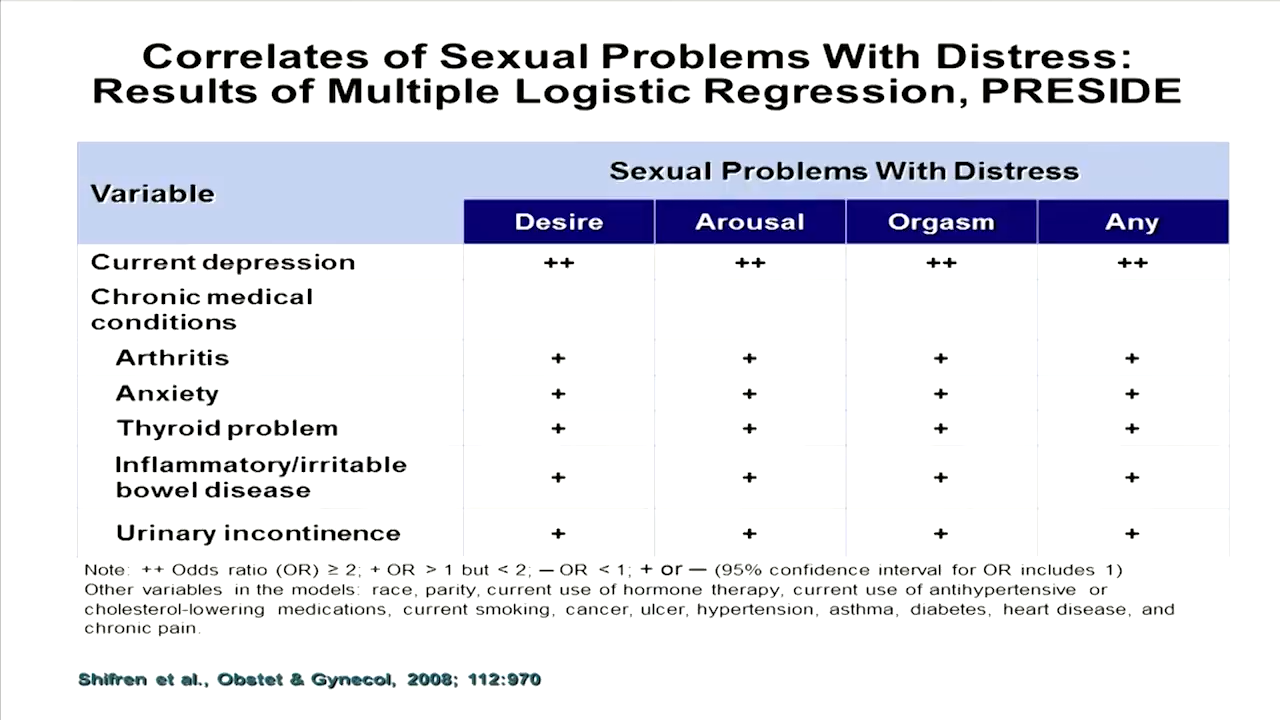 Correlates of Sexual Problems With Distress:
Results of Multiple Logistic Regression, PRESIDE
Variable
Sexual Problems With Distress
Desire Arousal Orgasm Any
Current depression ++ ++ ++ ++
Chronic medical
conditions
Arthritis + + + +
Anxiety + + + +
Thyroid problem + + + +
Inflammatory/irritable
bowel disease + + + +
Urinary incontinence + + + +
Note: ++ Odds ratio (OR) ≥ 2; + OR > 1 but < 2; – OR < 1; + or – (95% confidence interval for OR includes 1)
Other variables in the models: race, parity, current use of hormone therapy, current use of antihypertensive or
cholesterol-lowering medications, current smoking, cancer, ulcer, hypertension, asthma, diabetes, heart disease, and
chronic pain.
Shifren et al., Obstet & Gynecol, 2008; 112:970